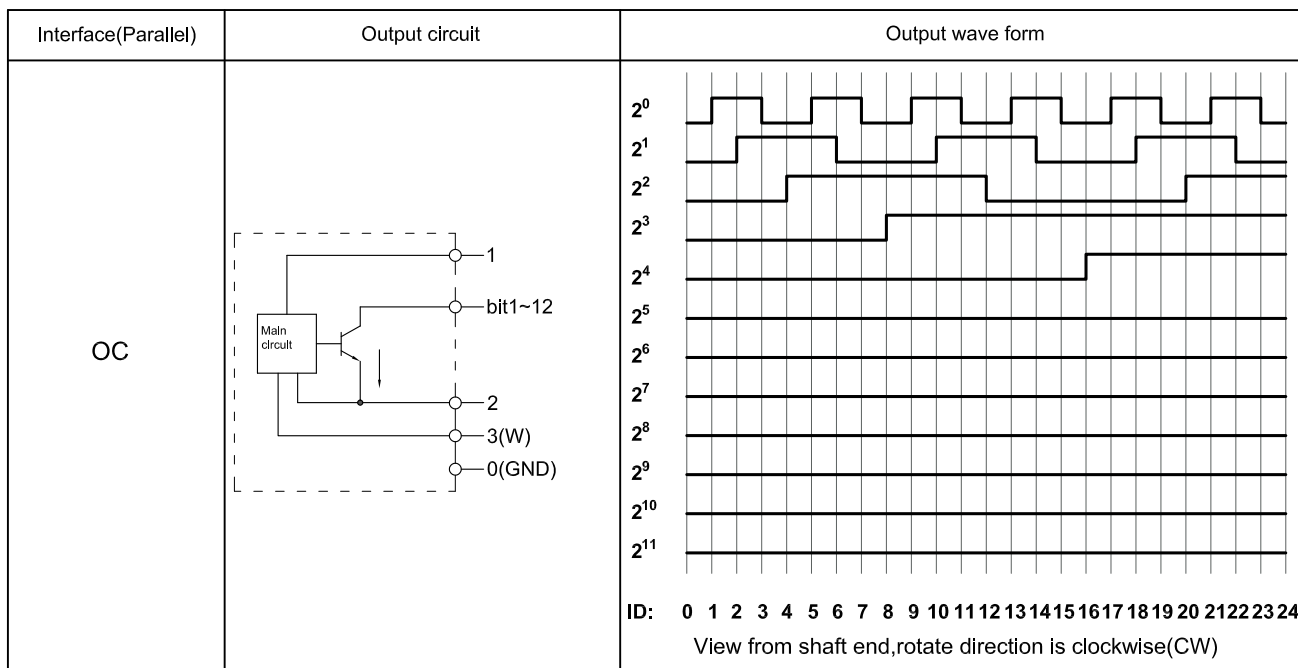 Interface(Parallel)
Output circuit
Output wave form
OC
Main
circuit
1
bit1~12
2
3(W)
0(GND)
2⁰
2¹
2²
2³
2⁴
2⁵
2⁶
2⁷
2⁸
2⁹
2¹⁰
2¹¹
ID: 0 1 2 3 4 5 6 7 8 9 10 11 12 13 14 15 16 17 18 19 20 21 22 23 24
View from shaft end,rotate direction is clockwise(CW)